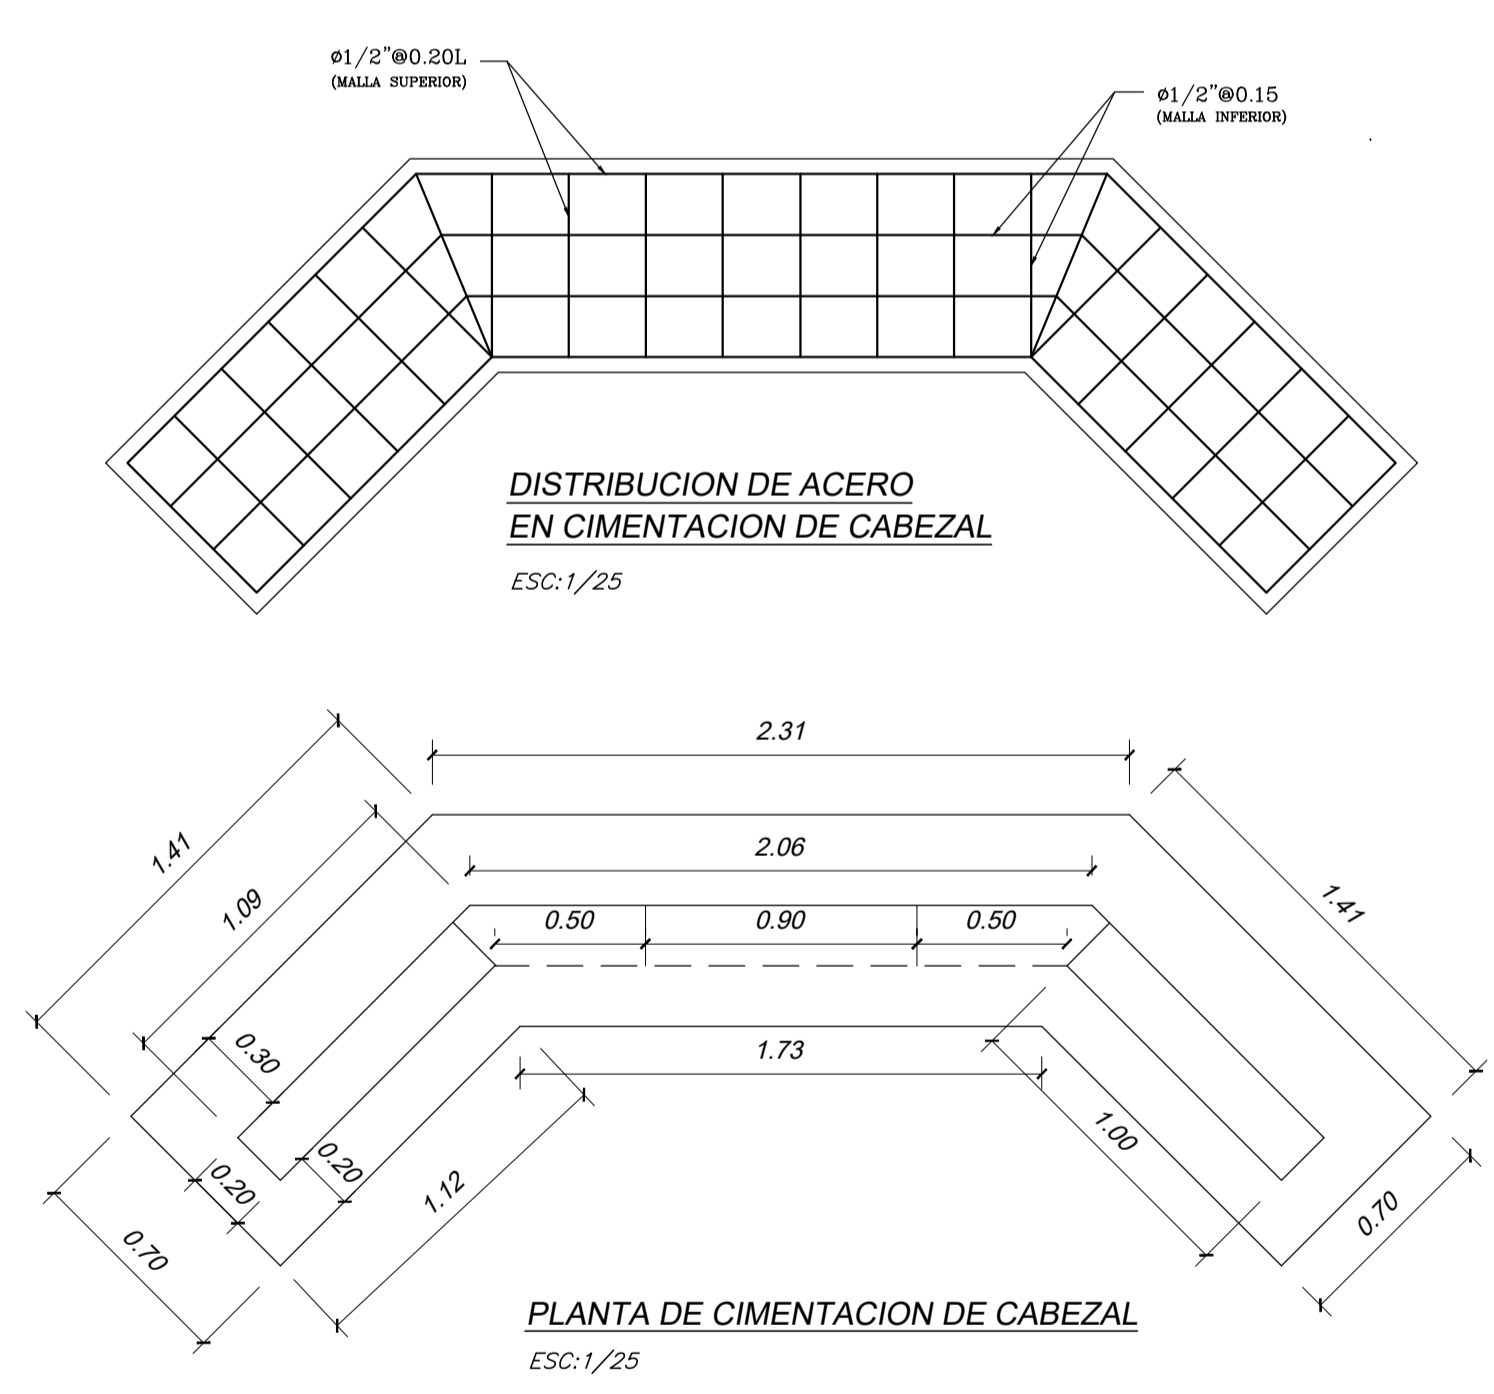 ø1/2"@0.20L
(MALLA SUPERIOR)
ø1/2"@0.15
(MALLA INFERIOR)
DISTRIBUCION DE ACERO
EN CIMENTACION DE CABEZAL
ESC:1/25
2.31
1.41
1.09
2.06
0.50
0.90
0.50
1.41
0.30
1.73
0.20
0.20
1.12
1.00
0.70
0.70
PLANTA DE CIMENTACION DE CABEZAL
ESC:1/25